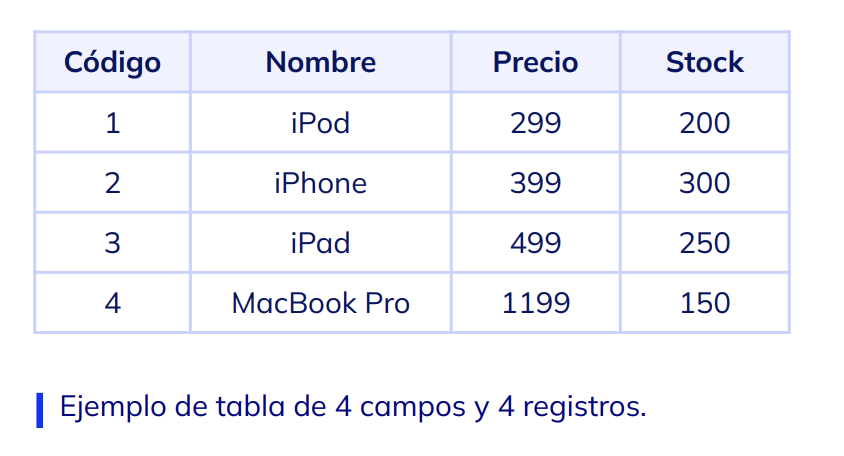 Código Nombre Precio Stock
1 iPod 299 200
2 iPhone 399 300
3 iPad 499 250
4 MacBook Pro 1199 150
Ejemplo de tabla de 4 campos y 4 registros.